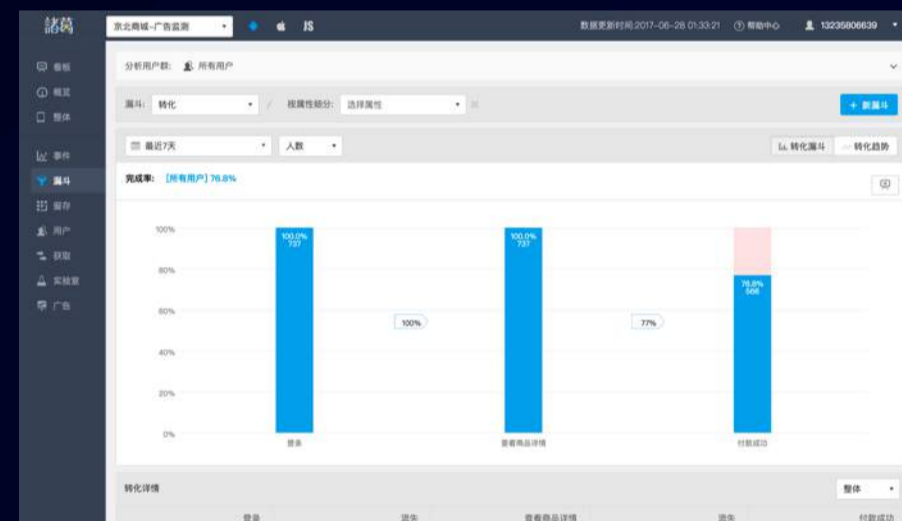 諸葛 京北商城-广告监测 JS 数据更新时间:2017-06-28 01:33:21 帮助中心 13235806639
看板
概览
整体
事件
漏斗
留存
用户
获取
实验室
广告
分析用户群: 所有用户
漏斗: 转化 / 按属性细分: 选择属性 + 新漏斗
最近7天 人数 转化漏斗 转化趋势
完成率: [所有用户] 76.8%
100%
80%
60%
40%
20%
0%
100.0%
737
100%
100.0%
737
77%
76.8%
566
登录 查看商品详情 付款成功
转化详情 整体
登录 流失 查看商品详情 流失 付款成功